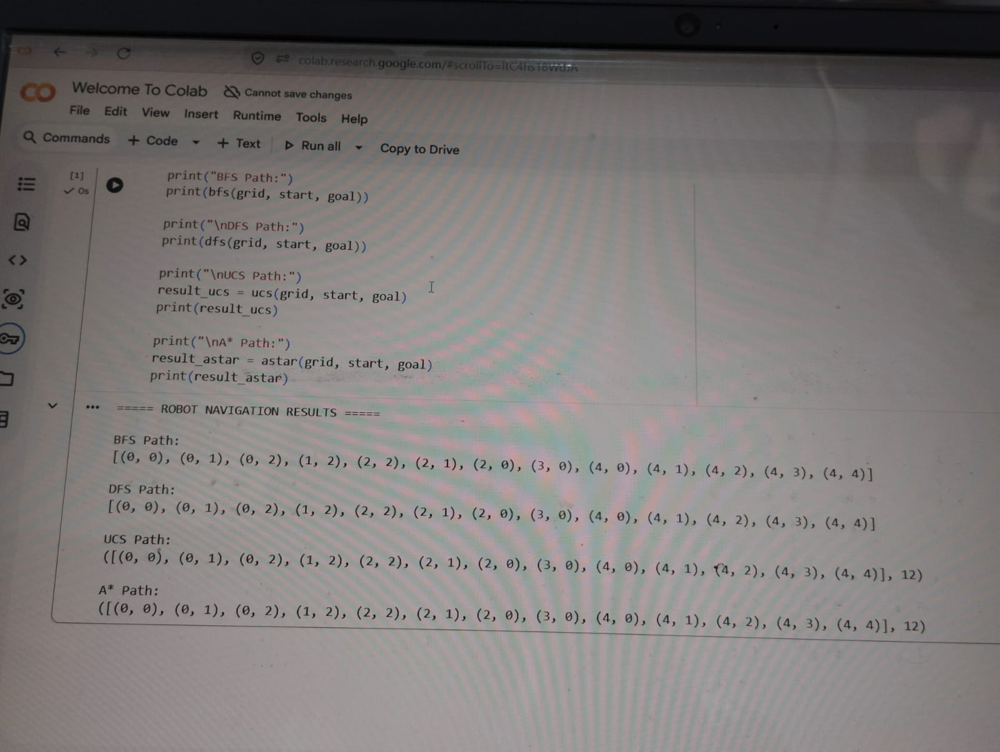 Welcome To Colab Cannot save changes
File Edit View Insert Runtime Tools Help
Commands + Code + Text Run all Copy to Drive
[1]
0s
print("BFS Path:")
print(bfs(grid, start, goal))
print("\nDFS Path:")
print(dfs(grid, start, goal))
print("\nUCS Path:")
result_ucs = ucs(grid, start, goal)
print(result_ucs)
print("\nA* Path:")
result_astar = astar(grid, start, goal)
print(result_astar)
===== ROBOT NAVIGATION RESULTS =====
BFS Path:
[(0, 0), (0, 1), (0, 2), (1, 2), (2, 2), (2, 1), (2, 0), (3, 0), (4, 0), (4, 1), (4, 2), (4, 3), (4, 4)]
DFS Path:
[(0, 0), (0, 1), (0, 2), (1, 2), (2, 2), (2, 1), (2, 0), (3, 0), (4, 0), (4, 1), (4, 2), (4, 3), (4, 4)]
UCS Path:
([(0, 0), (0, 1), (0, 2), (1, 2), (2, 2), (2, 1), (2, 0), (3, 0), (4, 0), (4, 1), (4, 2), (4, 3), (4, 4)], 12)
A* Path:
([(0, 0), (0, 1), (0, 2), (1, 2), (2, 2), (2, 1), (2, 0), (3, 0), (4, 0), (4, 1), (4, 2), (4, 3), (4, 4)], 12)